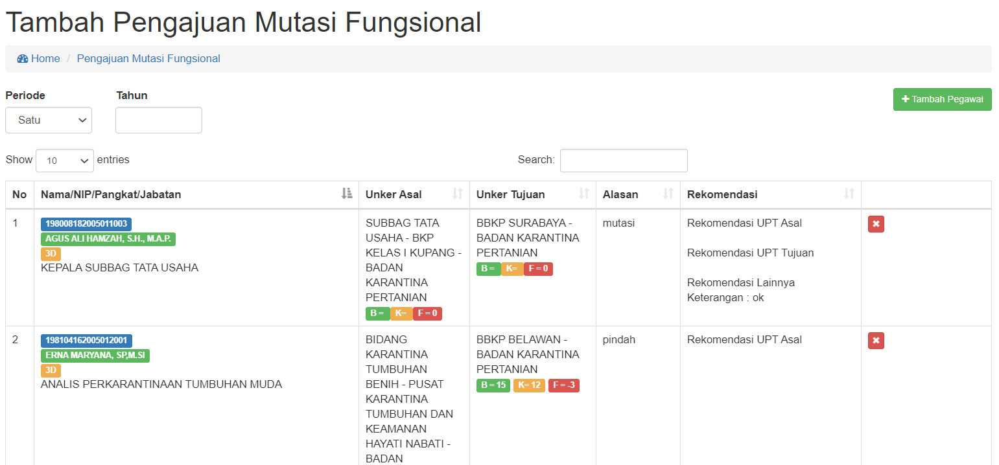 Tambah Pengajuan Mutasi Fungsional
Home / Pengajuan Mutasi Fungsional
Periode
Tahun
Satu
Tambah Pegawai
Show 10 entries
Search:
No
Nama/NIP/Pangkat/Jabatan
Unker Asal
Unker Tujuan
Alasan
Rekomendasi
1
198008182005011003
AGUS ALI HAMZAH, S.H., M.A.P.
3D
KEPALA SUBBAG TATA USAHA
SUBBAG TATA
USAHA - BKP
KELAS I KUPANG -
BADAN
KARANTINA
PERTANIAN
B = K= F = 0
BBKP SURABAYA -
BADAN KARANTINA
PERTANIAN
B = K= F = 0
mutasi
Rekomendasi UPT Asal
Rekomendasi UPT Tujuan
Rekomendasi Lainnya
Keterangan : ok
2
198104162005012001
ERNA MARYANA, SP,M.SI
3D
ANALIS PERKARANTINAAN TUMBUHAN MUDA
BIDANG
KARANTINA
TUMBUHAN
BENIH - PUSAT
KARANTINA
TUMBUHAN DAN
KEAMANAN
HAYATI NABATI -
BADAN
BBKP BELAWAN -
BADAN KARANTINA
PERTANIAN
B = 15 K= 12 F = -3
pindah
Rekomendasi UPT Asal